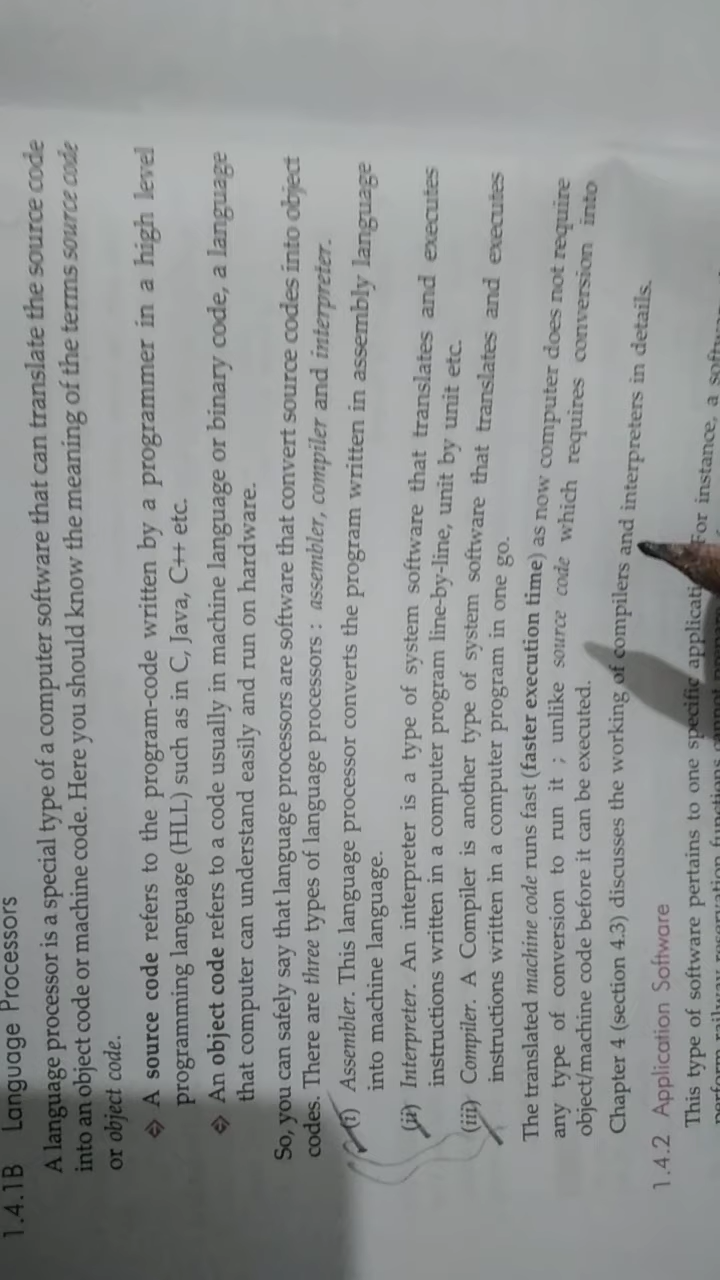 1.4.1B Language Processors
A language processor is a special type of a computer software that can translate the source code
into an object code or machine code. Here you should know the meaning of the terms source code
or object code.
A source code refers to the program-code written by a programmer in a high level
programming language (HLL) such as in C, Java, C++ etc.
An object code refers to a code usually in machine language or binary code, a language
that computer can understand easily and run on hardware.
So, you can safely say that language processors are software that convert source codes into object
codes. There are three types of language processors : assembler, compiler and interpreter.
(i) Assembler. This language processor converts the program written in assembly language
into machine language.
(ii) Interpreter. An interpreter is a type of system software that translates and executes
instructions written in a computer program line-by-line, unit by unit etc.
(iii) Compiler. A Compiler is another type of system software that translates and executes
instructions written in a computer program in one go.
The translated machine code runs fast (faster execution time) as now computer does not require
any type of conversion to run it ; unlike source code which requires conversion into
object/machine code before it can be executed.
Chapter 4 (section 4.3) discusses the working of compilers and interpreters in details.
1.4.2 Application Software
This type of software pertains to one specific For instance, a